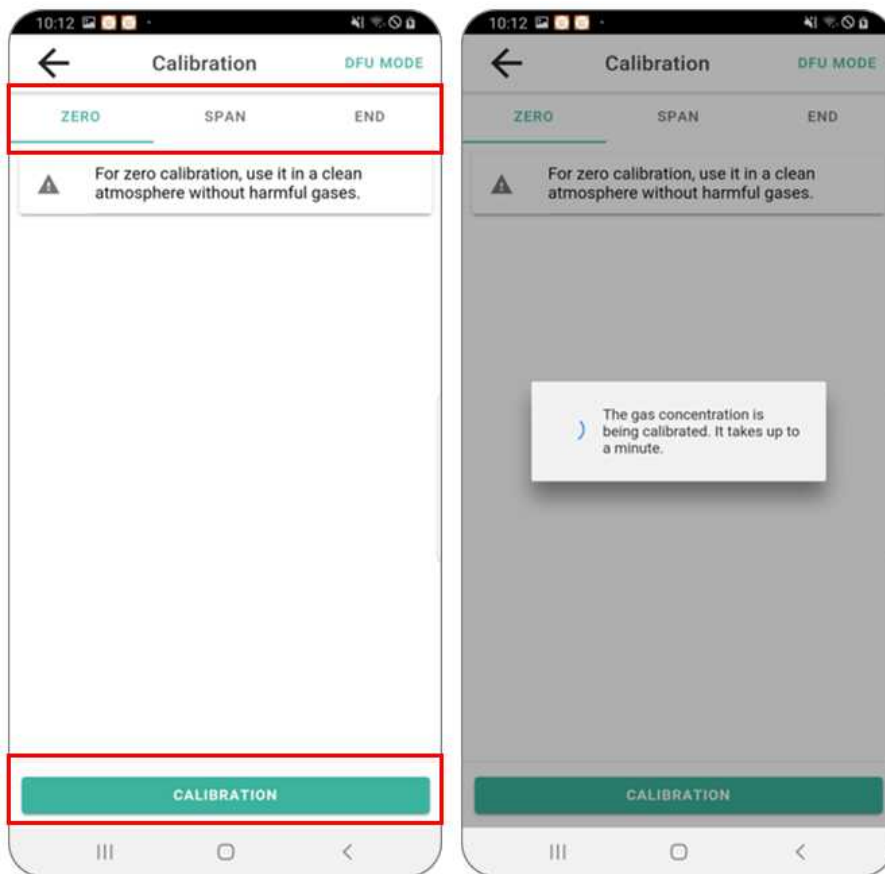 10:12
Calibration
DFU MODE
ZERO SPAN END
For zero calibration, use it in a clean
atmosphere without harmful gases.
CALIBRATION
10:12
Calibration
DFU MODE
ZERO SPAN END
For zero calibration, use it in a clean
atmosphere without harmful gases.
The gas concentration is
being calibrated. It takes up to
a minute.
CALIBRATION